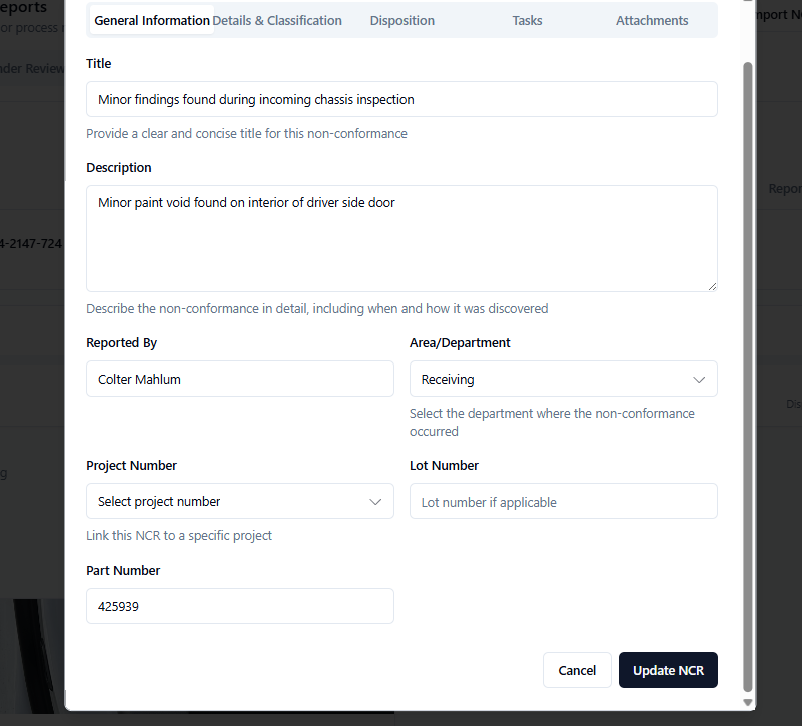 eports
or process
nder Review
4-2147-724
g
mport N
Repor
Dis
General Information Details & Classification Disposition Tasks Attachments
Title
Minor findings found during incoming chassis inspection
Provide a clear and concise title for this non-conformance
Description
Minor paint void found on interior of driver side door
Describe the non-conformance in detail, including when and how it was discovered
Reported By Area/Department
Colter Mahlum Receiving
Select the department where the non-conformance
occurred
Project Number Lot Number
Select project number Lot number if applicable
Link this NCR to a specific project
Part Number
425939
Cancel Update NCR